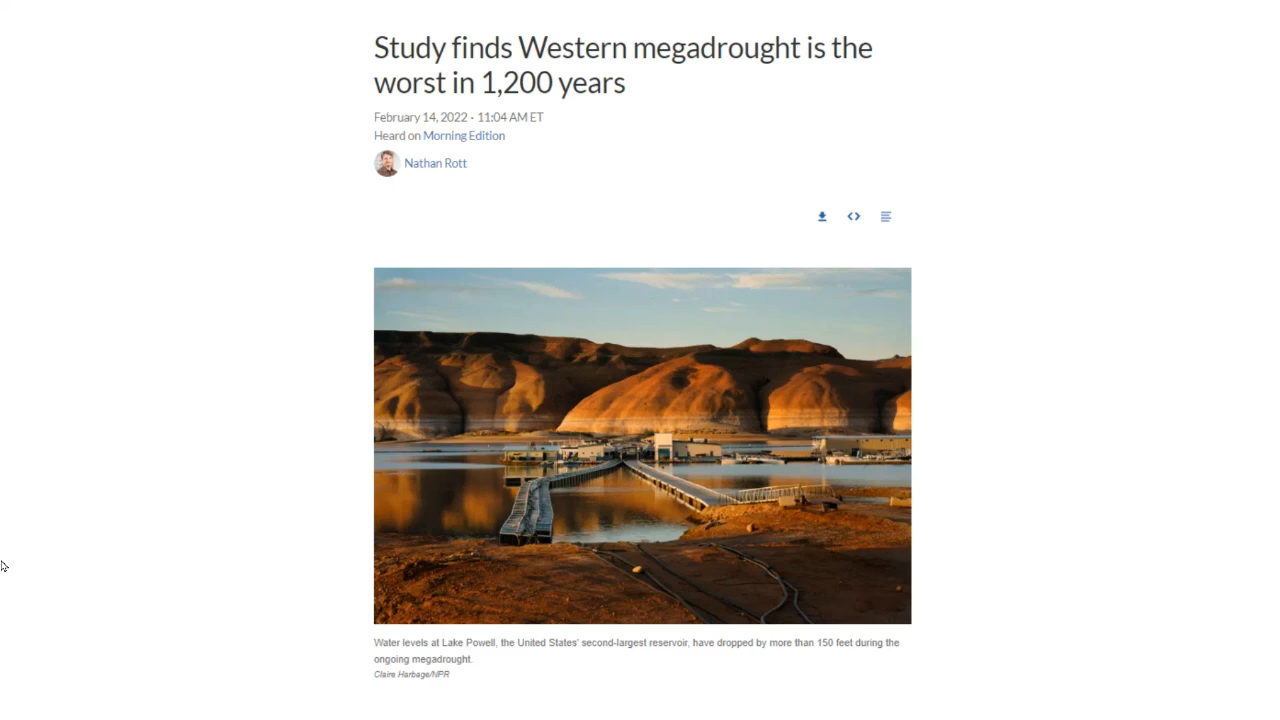 Study finds Western megadrought is the
worst in 1,200 years
February 14, 2022 · 11:04 AM ET
Heard on Morning Edition
Nathan Rott
Water levels at Lake Powell, the United States' second-largest reservoir, have dropped by more than 150 feet during the
ongoing megadrought.
Claire Harbage/NPR